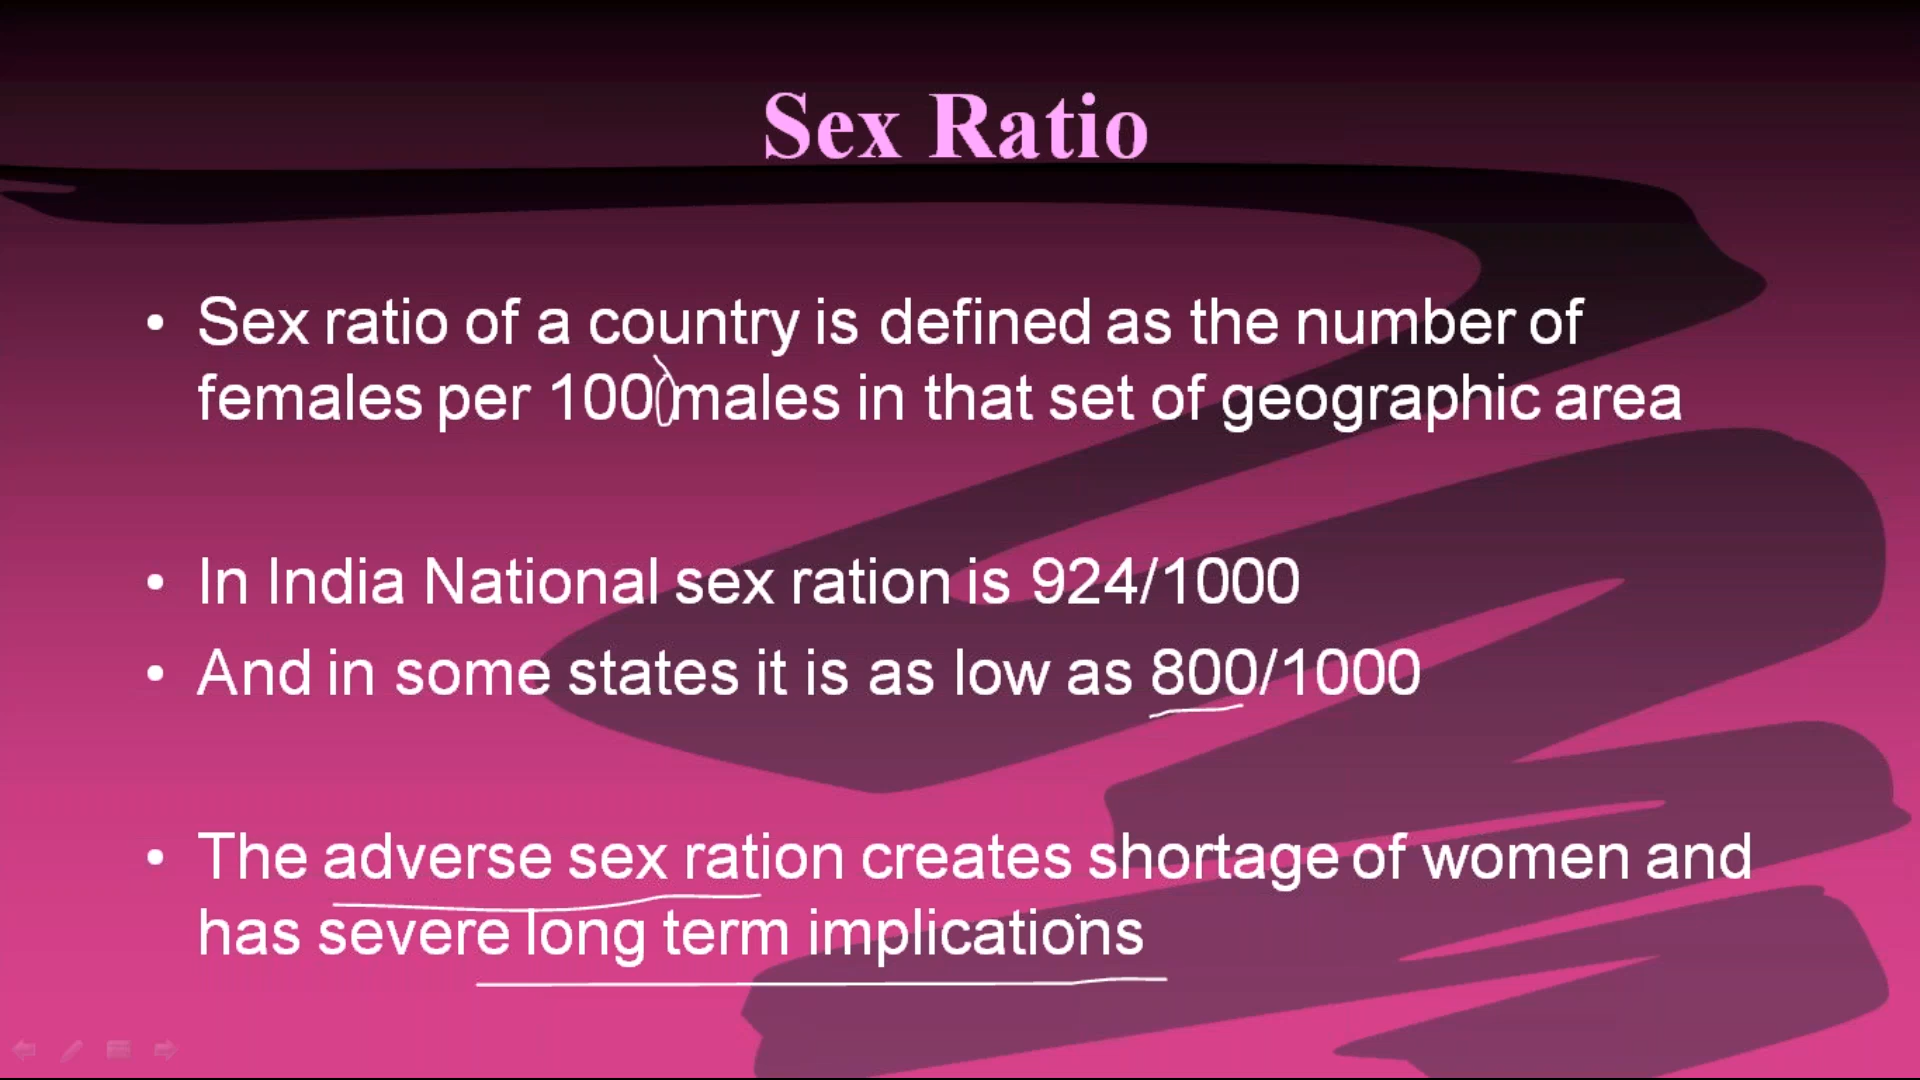 Sex Ratio
• Sex ratio of a country is defined as the number of
females per 1000 males in that set of geographic area
• In India National sex ration is 924/1000
• And in some states it is as low as 800/1000
• The adverse sex ration creates shortage of women and
has severe long term implications